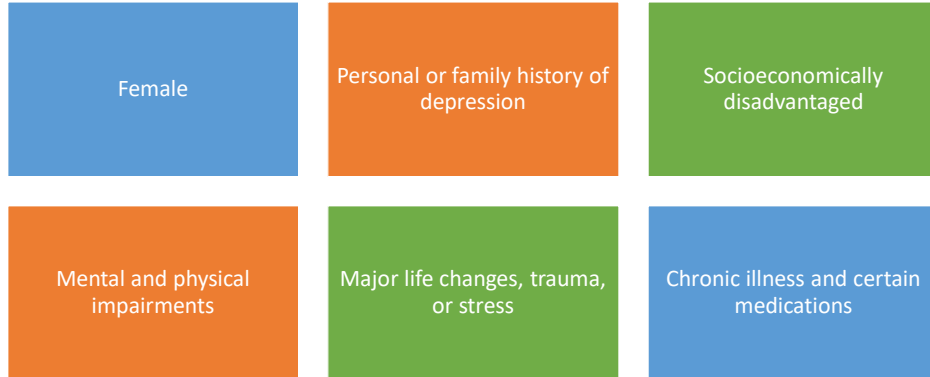 Female
Personal or family history of
depression
Socioeconomically
disadvantaged
Mental and physical
impairments
Major life changes, trauma,
or stress
Chronic illness and certain
medications